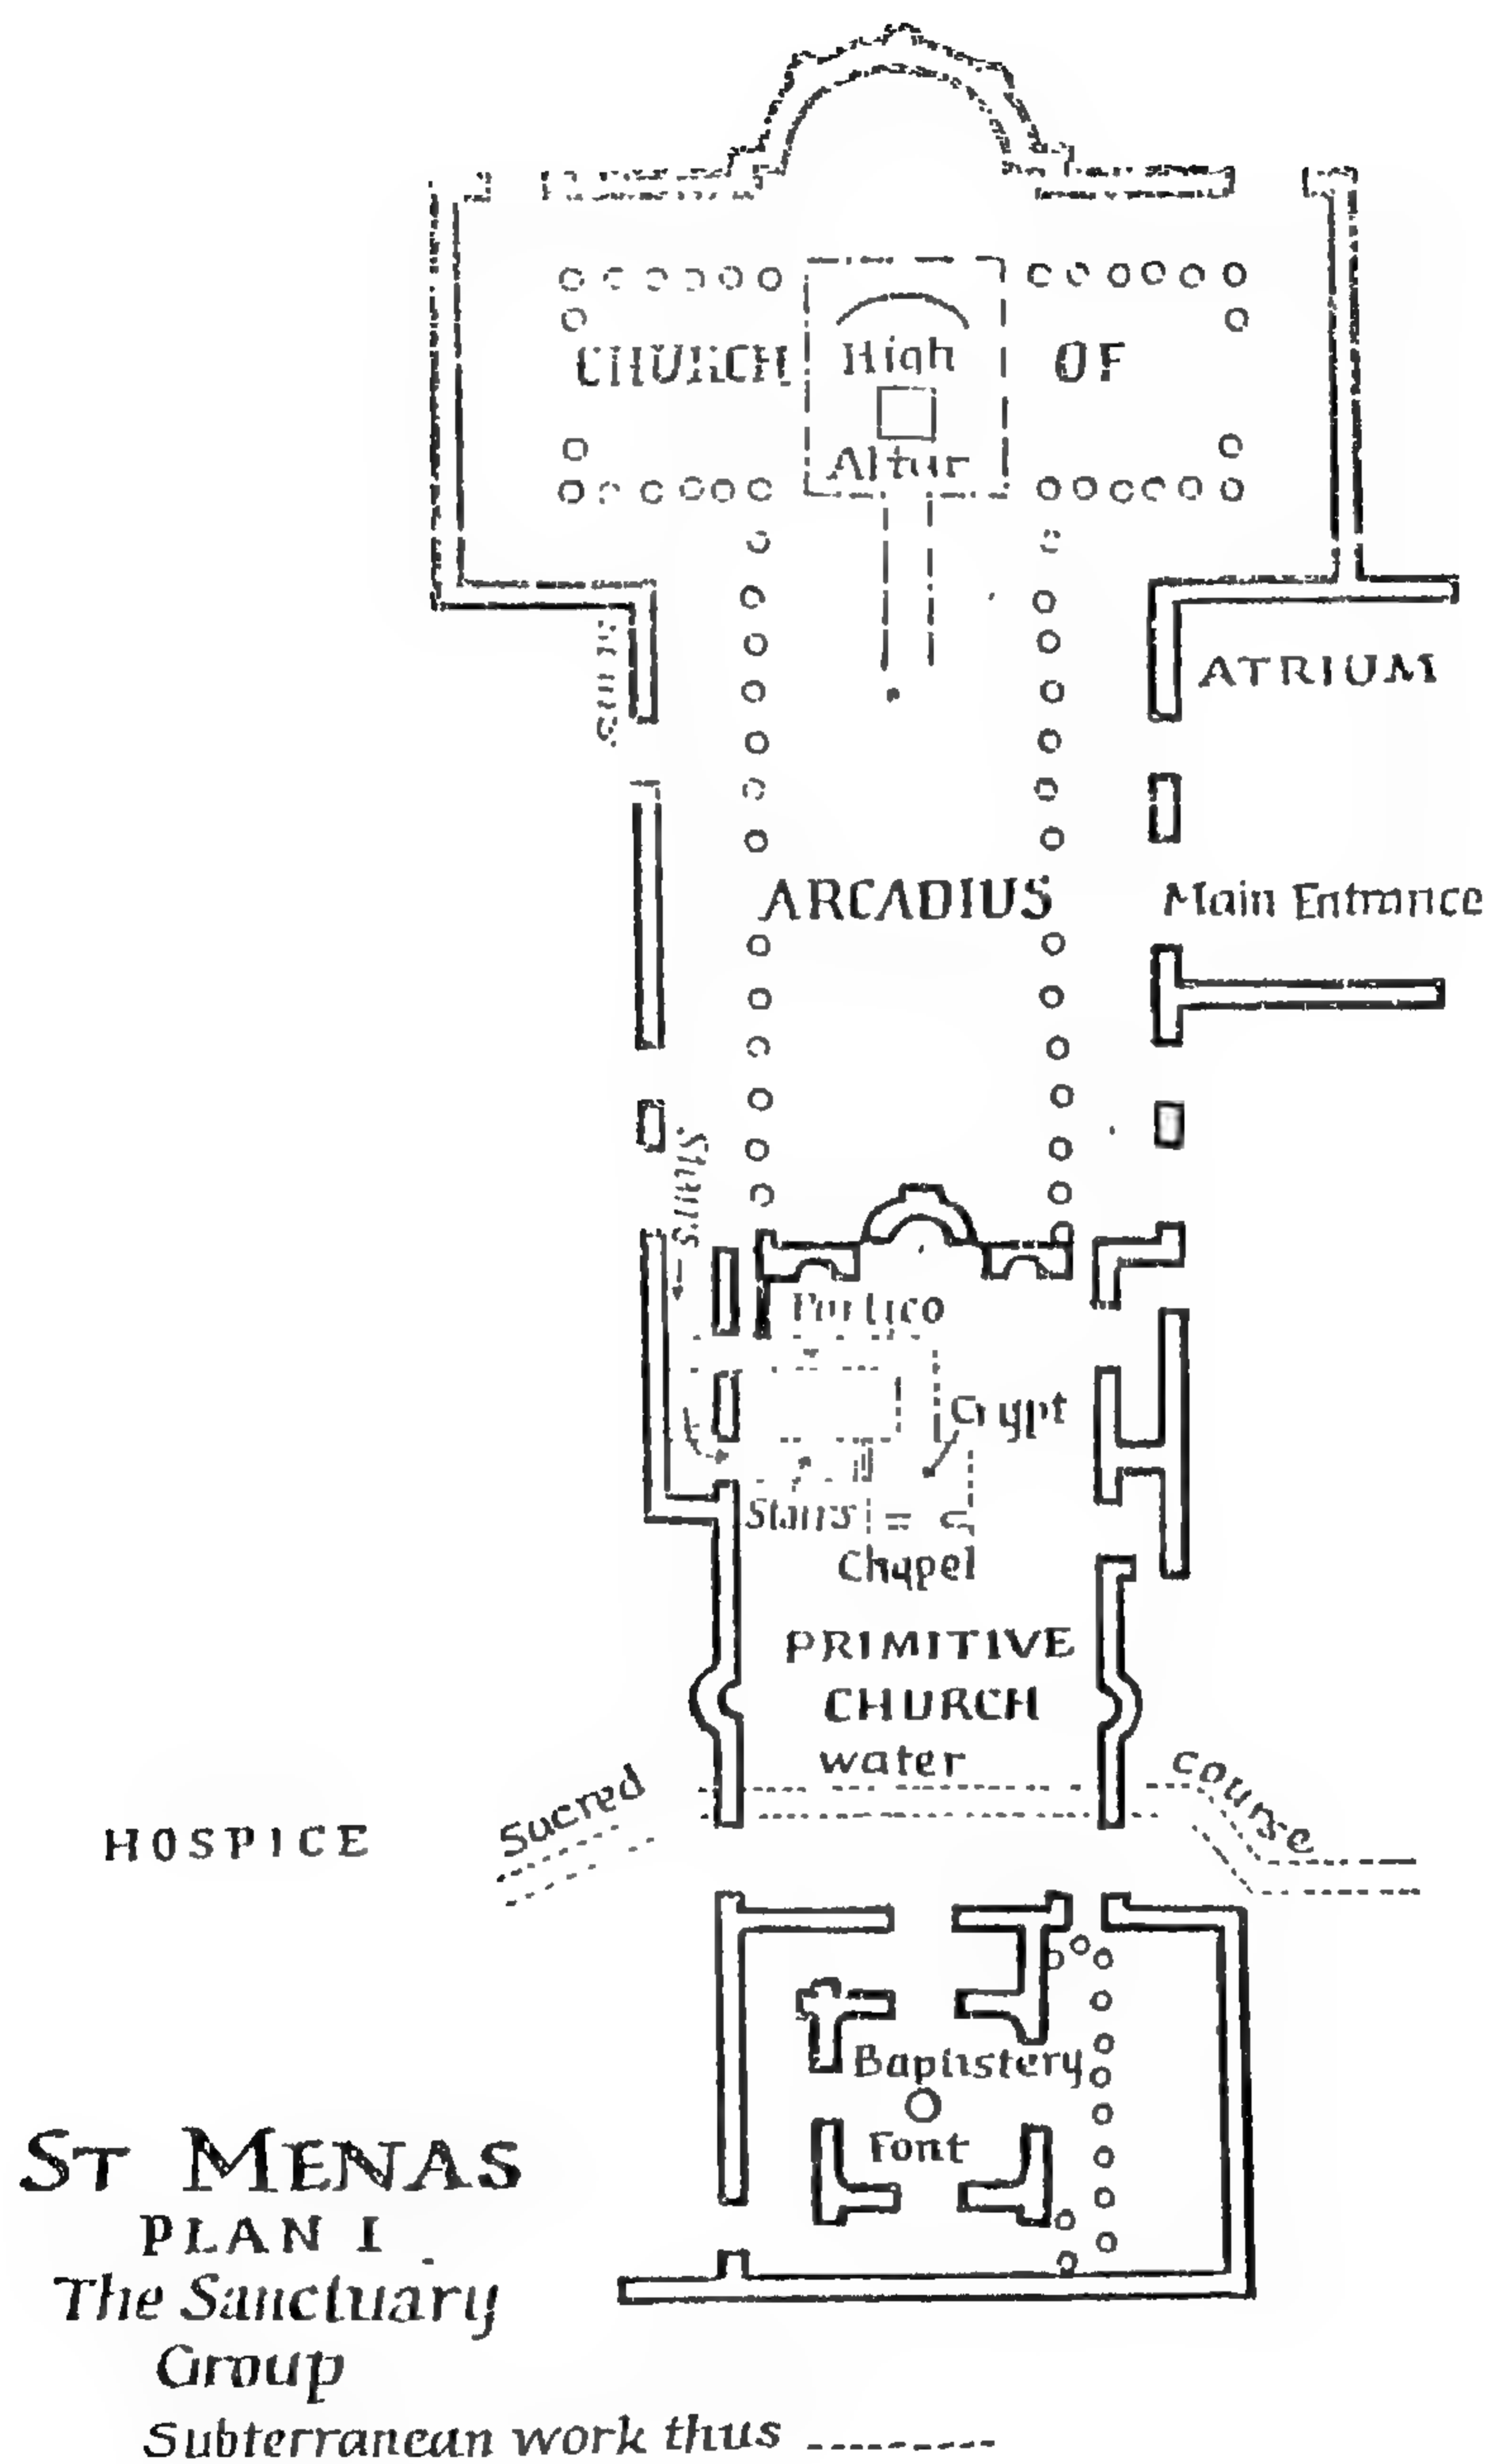 CHURCH OF
High
Altar
Stairs
ATRIUM
ARCADIUS
Main Entrance
Stairs
Portico
Crypt
Stairs
Chapel
PRIMITIVE
CHURCH
Sacred water course
HOSPICE
Baptistery
Font
ST MENAS
PLAN I
The Sanctuary
Group
Subterranean work thus